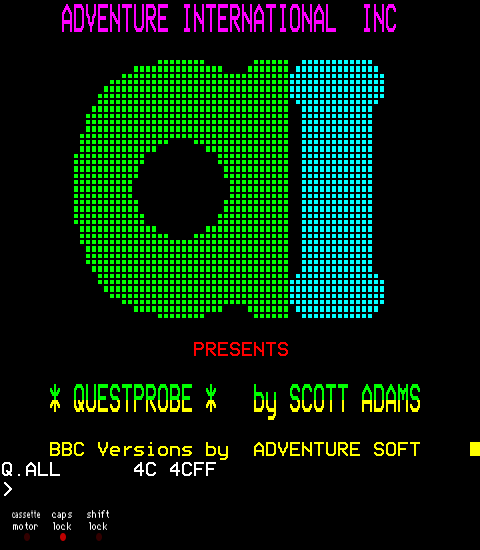 ADVENTURE INTERNATIONAL INC
aI
PRESENTS
* QUESTPROBE * by SCOTT ADAMS
BBC Versions by ADVENTURE SOFT
Q.ALL 4C 4CFF
>
cassette motor caps lock shift lock